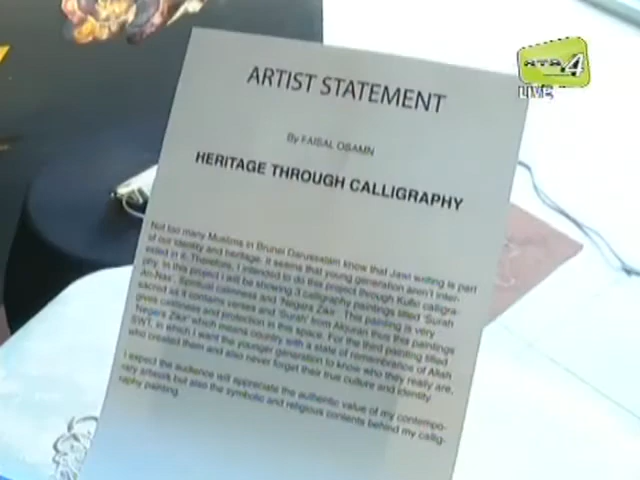 ARTIST STATEMENT
By FAISAL OSAMN
HERITAGE THROUGH CALLIGRAPHY
Not too many Muslims in Brunei Darussalam know that Jawi writing is part
of our identity and heritage. It seems that young generation aren't inter-
ested in it. Therefore, I intended to do this project through Kufic calligra-
phy. In this project I will be showing 3 calligraphy paintings titled 'Surah
An-Nas', 'Spiritual calmness and 'Negara Zikir'. This painting is very
sacred as it contains verses and 'Surah' from Alquran thus this paintings
gives calmness and protection in this space. For the third painting titled
'Negara Zikir' which means country with a state of remembrance of Allah
SWT, in which I want the younger generation to know who they really are,
who created them and also never forget their true culture and identity.
I expect the audience will appreciate the authentic value of my contempo-
rary artwork but also the symbolic and religious contents behind my callig-
raphy painting.
RTB4
LIVE